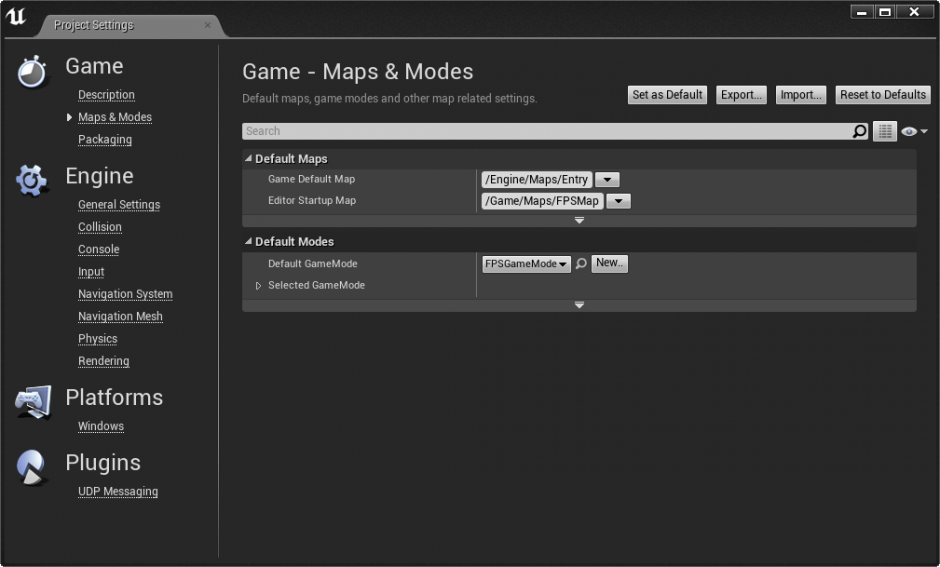 Project Settings
Game
Description
Maps & Modes
Packaging
Engine
General Settings
Collision
Console
Input
Navigation System
Navigation Mesh
Physics
Rendering
Platforms
Windows
Plugins
UDP Messaging
Game - Maps & Modes
Default maps, game modes and other map related settings.
Set as Default Export... Import... Reset to Defaults
Search
Default Maps
Game Default Map /Engine/Maps/Entry
Editor Startup Map /Game/Maps/FPSMap
Default Modes
Default GameMode FPSGameMode New..
Selected GameMode